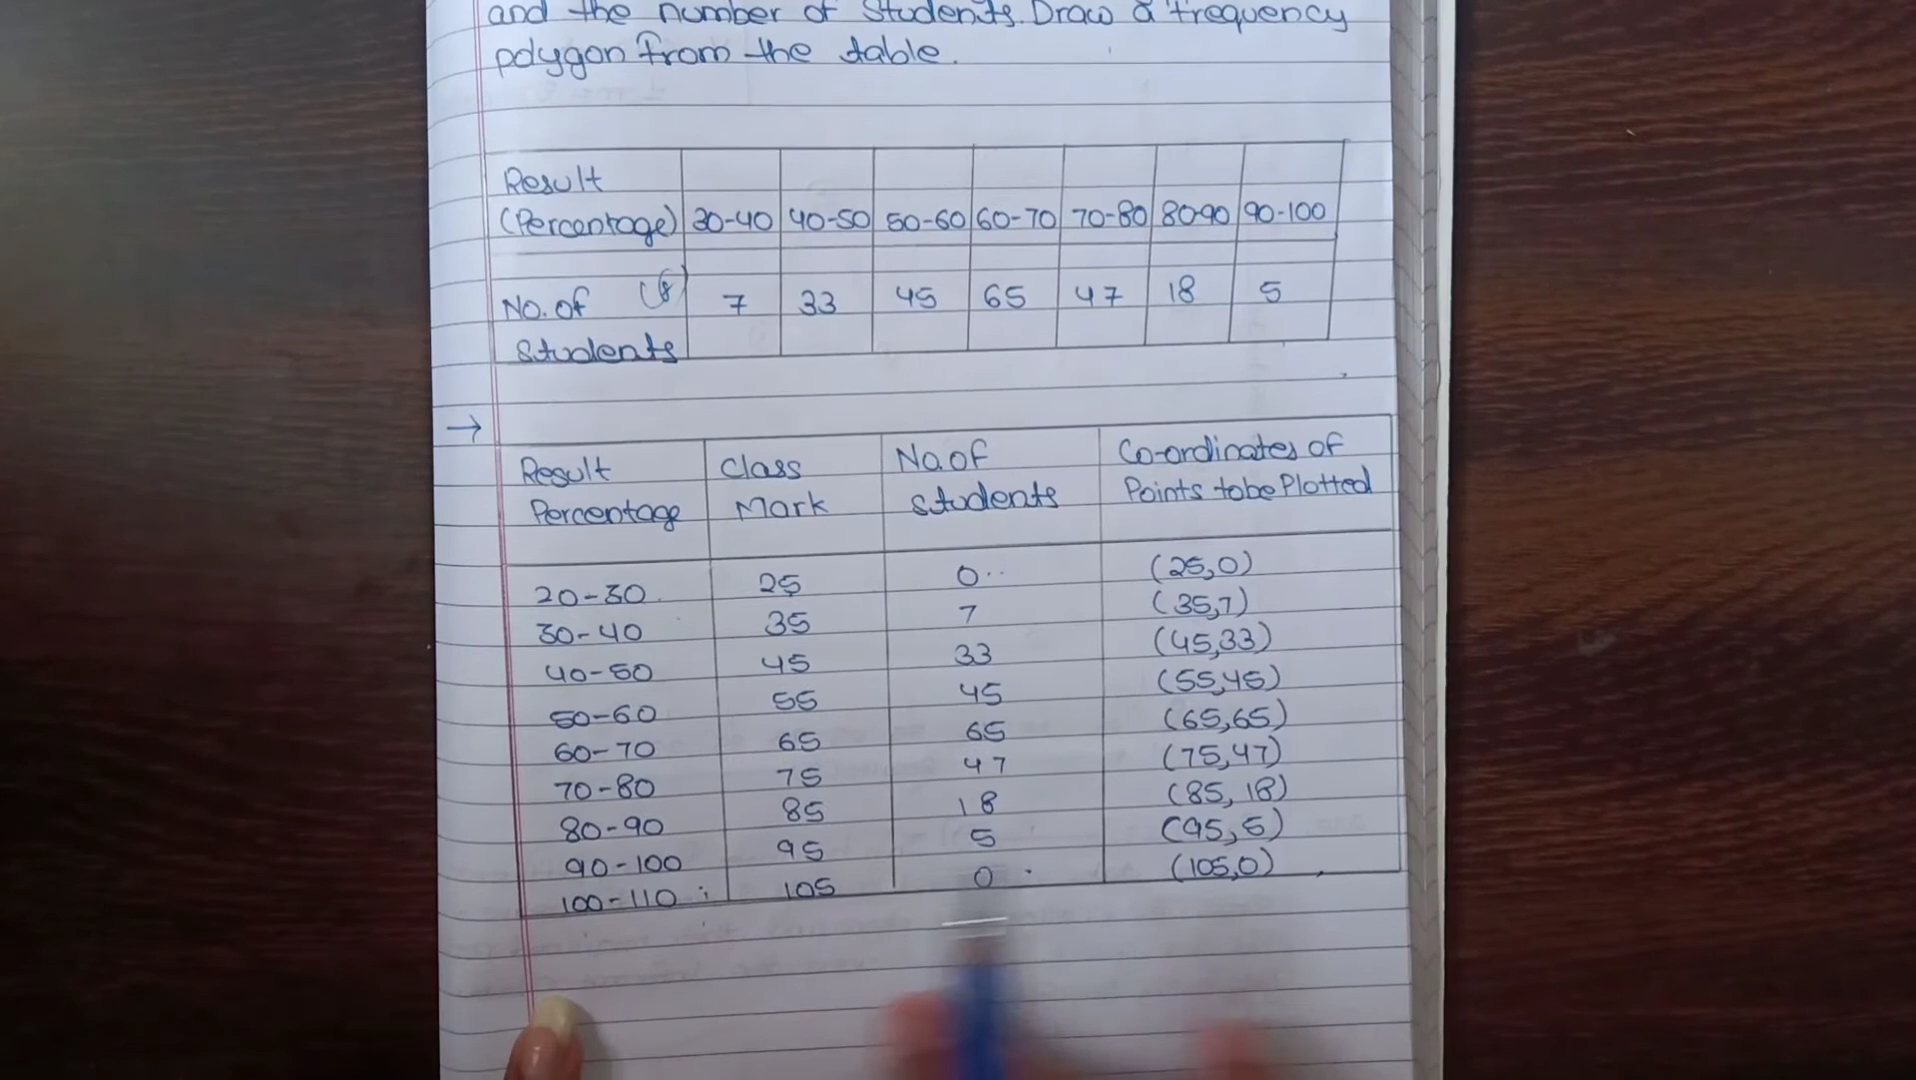 and the number of Students. Draw a frequency
polygon from the table.
Result
(Percentage) 30-40 40-50 50-60 60-70 70-80 80-90 90-100
No. of (f) 7 33 45 65 47 18 5
Students
→
Result Class No. of Co-ordinates of
Percentage Mark Students Points to be Plotted
20-30 25 0 (25,0)
30-40 35 7 (35,7)
40-50 45 33 (45,33)
50-60 55 45 (55,45)
60-70 65 65 (65,65)
70-80 75 47 (75,47)
80-90 85 18 (85, 18)
90-100 95 5 (95,5)
100-110 105 0 (105,0)